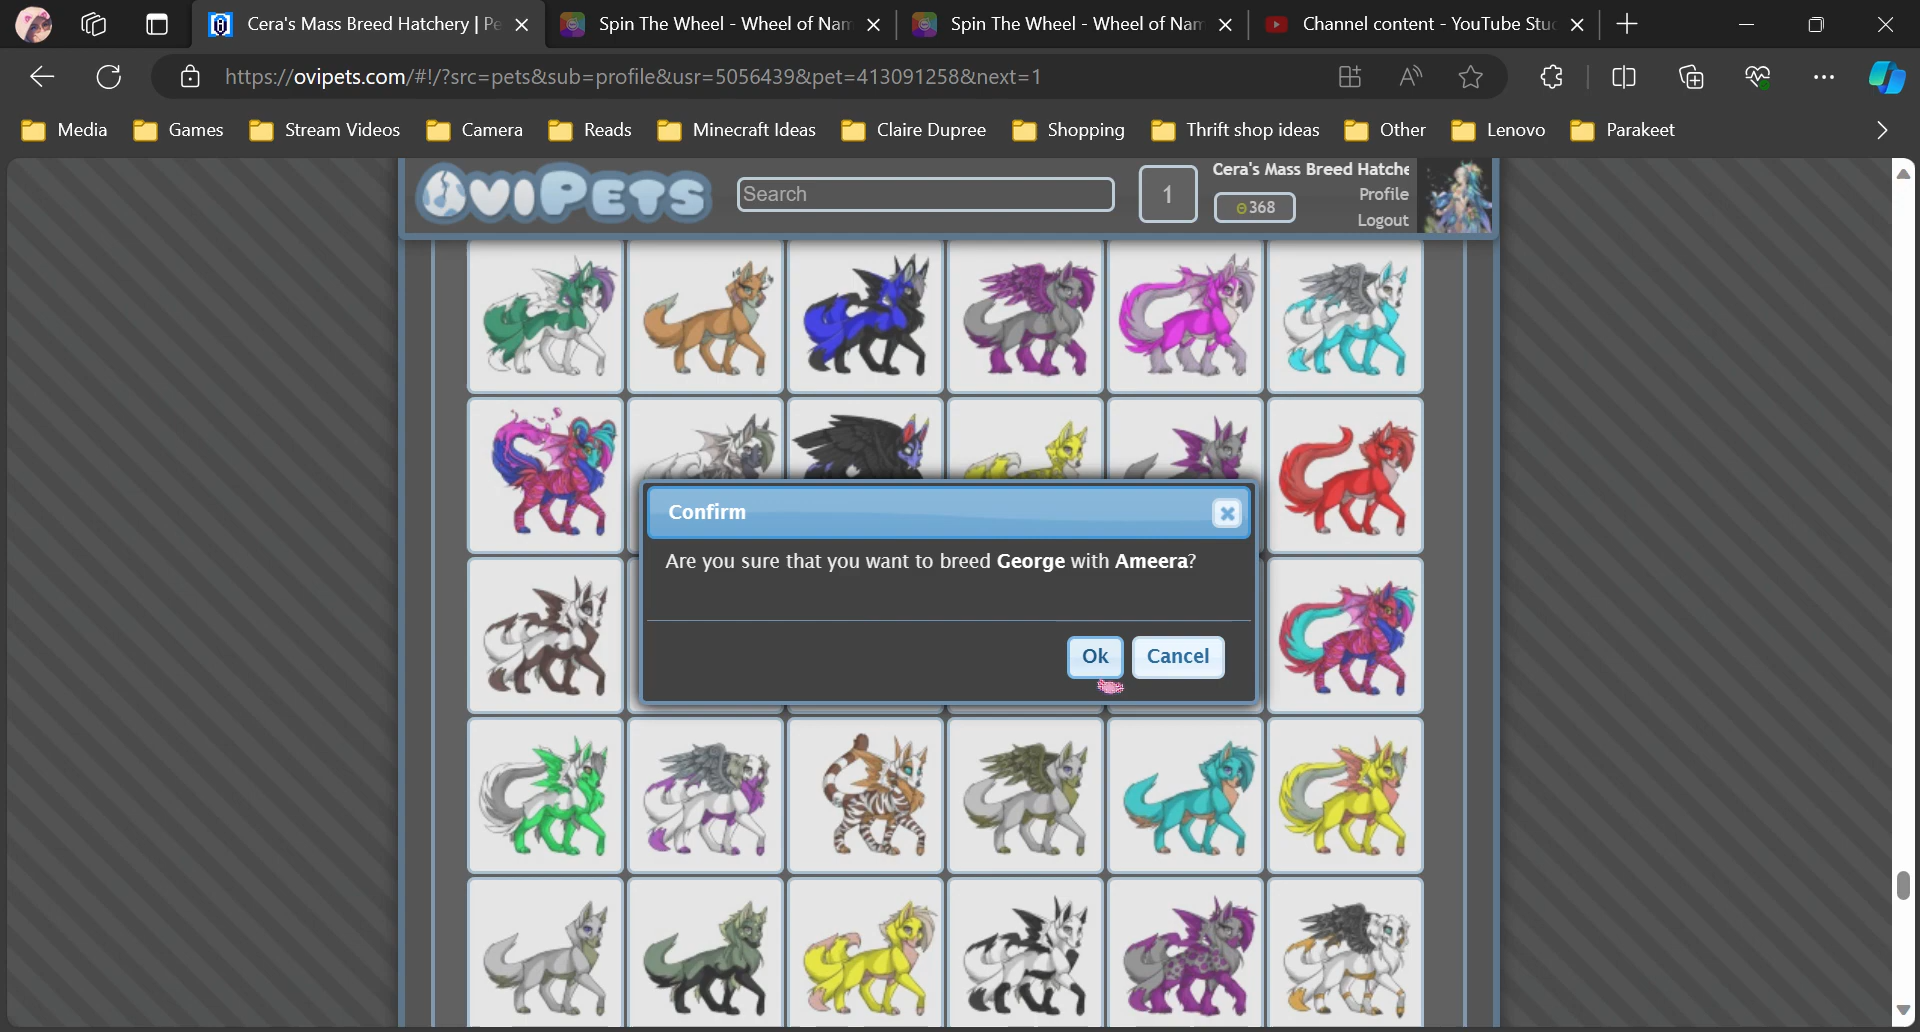 Cera's Mass Breed Hatchery | Pe
Spin The Wheel - Wheel of Nam
Spin The Wheel - Wheel of Nam
Channel content - YouTube Stu
https://ovipets.com/#!/?src=pets&sub=profile&usr=5056439&pet=413091258&next=1
Media
Games
Stream Videos
Camera
Reads
Minecraft Ideas
Claire Dupree
Shopping
Thrift shop ideas
Other
Lenovo
Parakeet
OviPets
Search
1
Cera's Mass Breed Hatche
368
Profile
Logout
Confirm
Are you sure that you want to breed George with Ameera?
Ok
Cancel